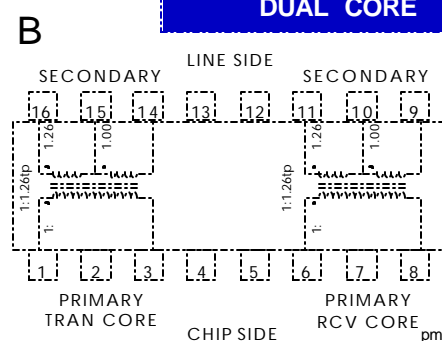 DUAL CORE
B
LINE SIDE
SECONDARY SECONDARY
16 15 14 13 12 11 10 9
1.26 1.00 1.26 1.00
1:1.26tp 1:1.26tp
1: 1:
1 2 3 4 5 6 7 8
PRIMARY PRIMARY
TRAN CORE RCV CORE
CHIP SIDE pm